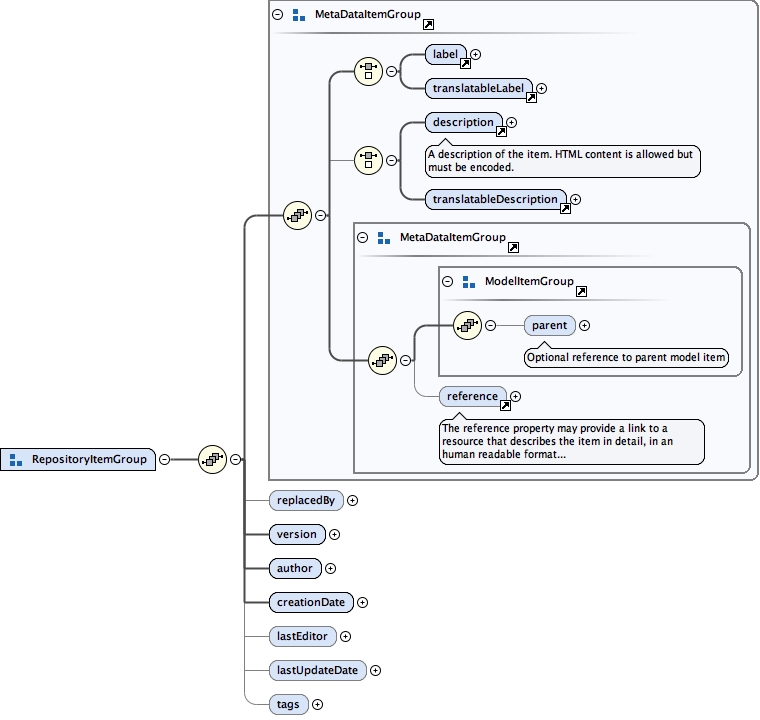 MetaDataItemGroup
label
translatableLabel
description
A description of the item. HTML content is allowed but
must be encoded.
translatableDescription
MetaDataItemGroup
ModelItemGroup
parent
Optional reference to parent model item
reference
The reference property may provide a link to a
resource that describes the item in detail, in an
human readable format...
RepositoryItemGroup
replacedBy
version
author
creationDate
lastEditor
lastUpdateDate
tags